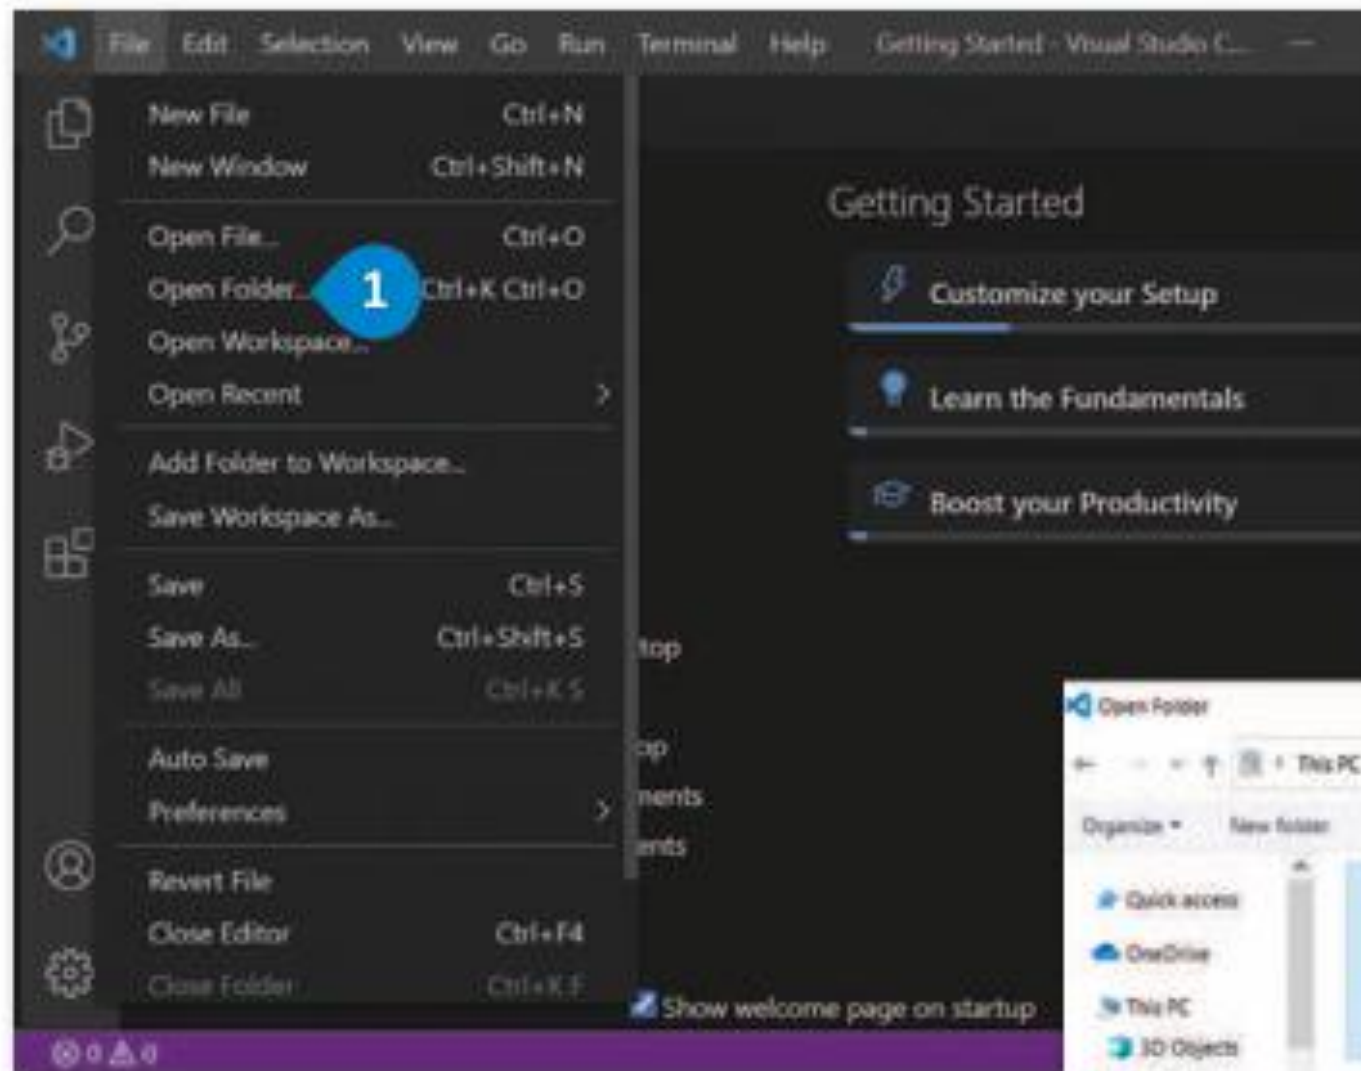 File Edit Selection View Go Run Terminal Help Getting Started - Visual Studio C...
New File Ctrl+N
New Window Ctrl+Shift+N
Open File... Ctrl+O
Open Folder... 1 Ctrl+K Ctrl+O
Open Workspace...
Open Recent
Add Folder to Workspace...
Save Workspace As...
Save Ctrl+S
Save As... Ctrl+Shift+S
Save All Ctrl+K S
Auto Save
Preferences
Revert File
Close Editor Ctrl+F4
Close Folder Ctrl+K F
Getting Started
Customize your Setup
Learn the Fundamentals
Boost your Productivity
top
op
ments
ents
Show welcome page on startup
0 0
Open Folder
This PC
Organize New folder
Quick access
OneDrive
This PC
3D Objects